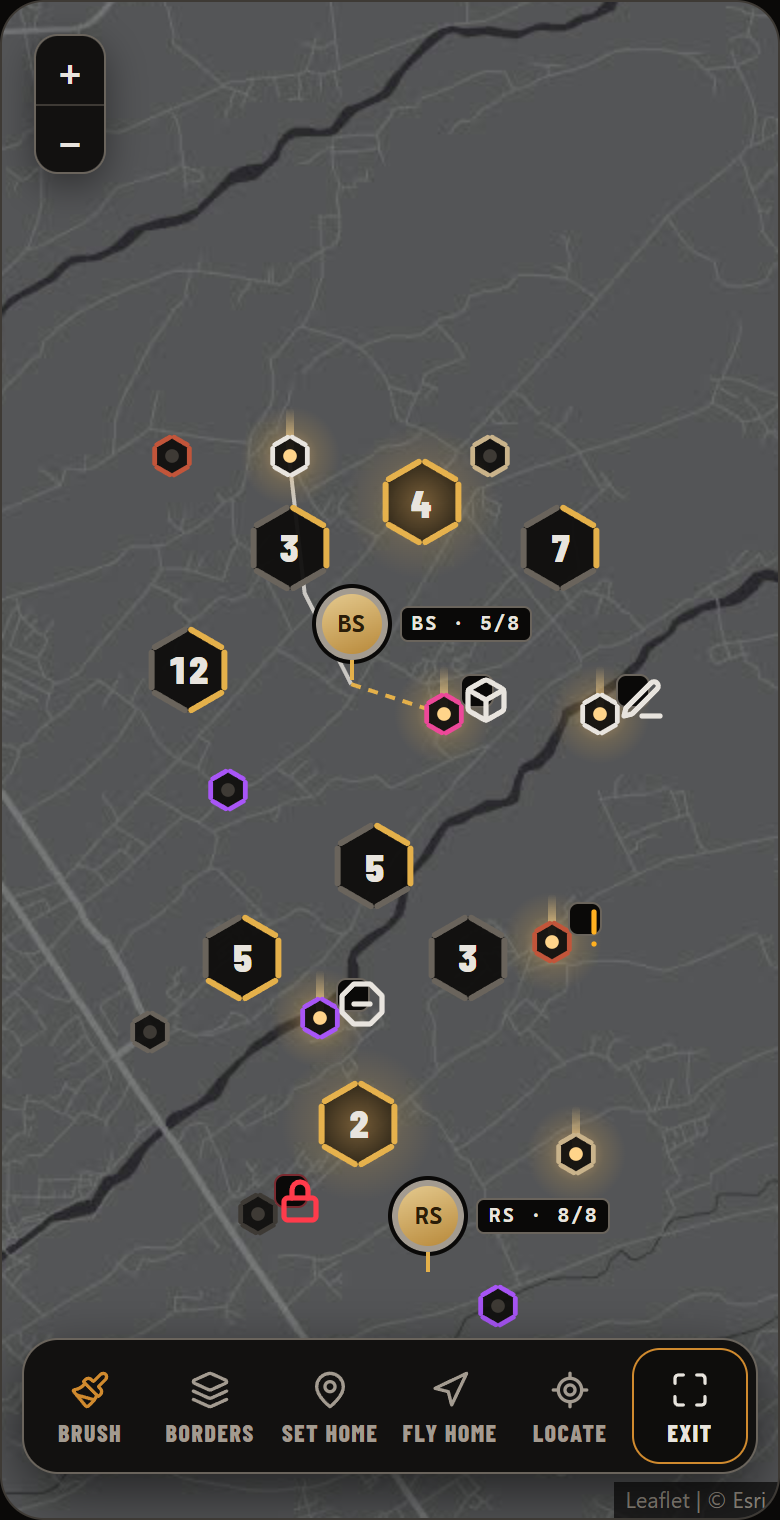 +
−
4
3
7
BS
BS · 5/8
12
5
5
3
2
RS
RS · 8/8
BRUSH
BORDERS
SET HOME
FLY HOME
LOCATE
EXIT
Leaflet | © Esri